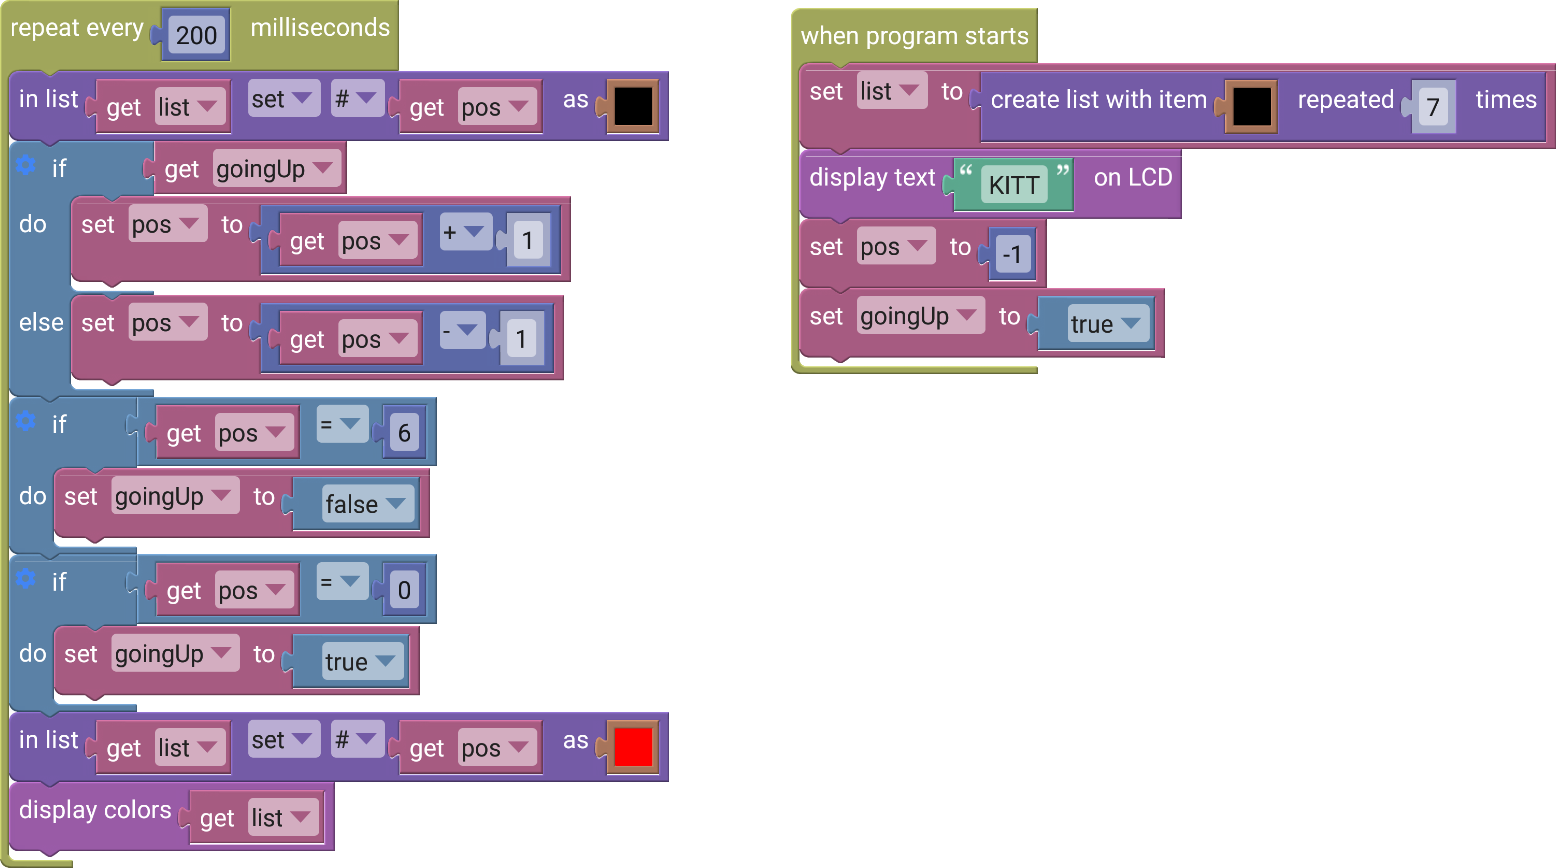 repeat every 200 milliseconds
in list get list set # get pos as
if get goingUp
do set pos to get pos + 1
else set pos to get pos - 1
if get pos = 6
do set goingUp to false
if get pos = 0
do set goingUp to true
in list get list set # get pos as
display colors get list
when program starts
set list to create list with item repeated 7 times
display text “ KITT ” on LCD
set pos to -1
set goingUp to true